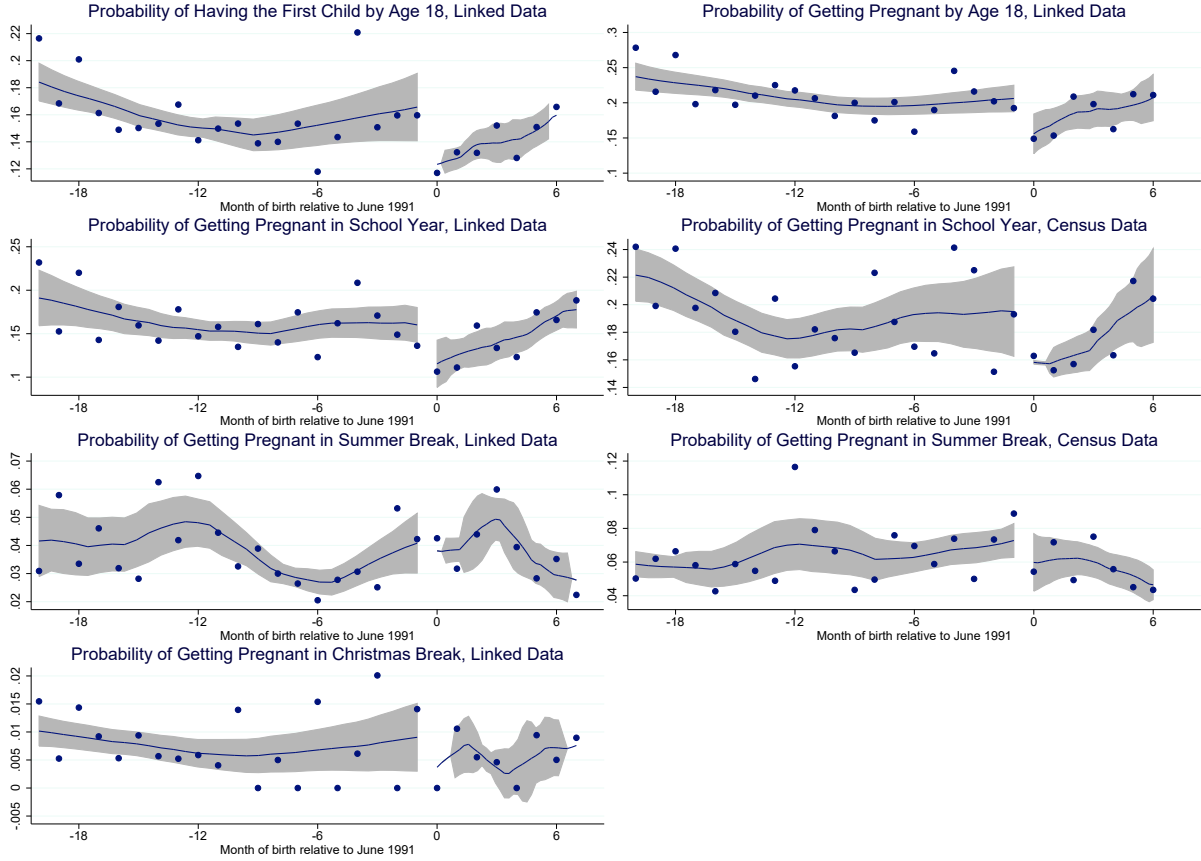 Probability of Having the First Child by Age 18, Linked Data
.22
.2
.18
.16
.14
.12
-18 -12 -6 0 6
Month of birth relative to June 1991
Probability of Getting Pregnant by Age 18, Linked Data
.3
.25
.2
.15
.1
-18 -12 -6 0 6
Month of birth relative to June 1991
Probability of Getting Pregnant in School Year, Linked Data
.25
.2
.15
.1
-18 -12 -6 0 6
Month of birth relative to June 1991
Probability of Getting Pregnant in School Year, Census Data
.24
.22
.2
.18
.16
.14
-18 -12 -6 0 6
Month of birth relative to June 1991
Probability of Getting Pregnant in Summer Break, Linked Data
.07
.06
.05
.04
.03
.02
-18 -12 -6 0 6
Month of birth relative to June 1991
Probability of Getting Pregnant in Summer Break, Census Data
.12
.1
.08
.06
.04
-18 -12 -6 0 6
Month of birth relative to June 1991
Probability of Getting Pregnant in Christmas Break, Linked Data
.02
.015
.01
.005
0
-.005
-18 -12 -6 0 6
Month of birth relative to June 1991